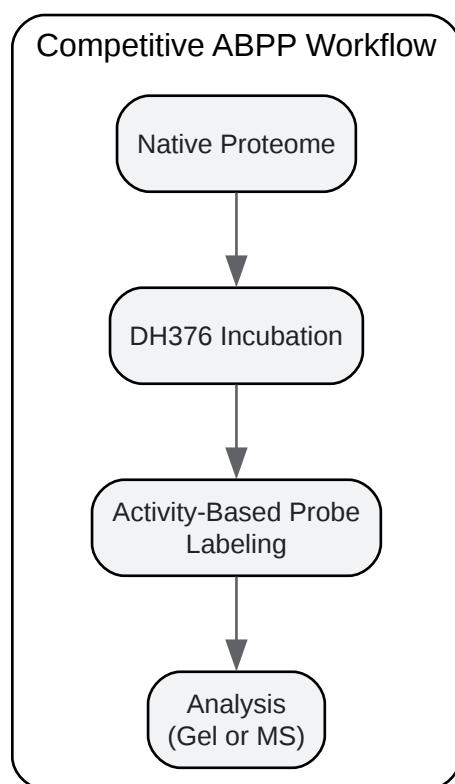 Competitive ABPP Workflow
Native Proteome
DH376 Incubation
Activity-Based Probe
Labeling
Analysis
(Gel or MS)